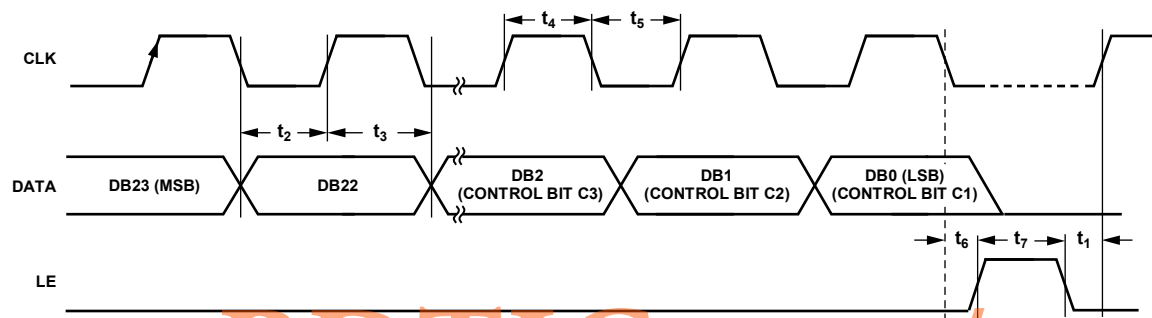 t4 t5
CLK
t2 t3
DATA
DB23 (MSB)
DB22
DB2
(CONTROL BIT C3)
DB1
(CONTROL BIT C2)
DB0 (LSB)
(CONTROL BIT C1)
t6 t7 t1
LE